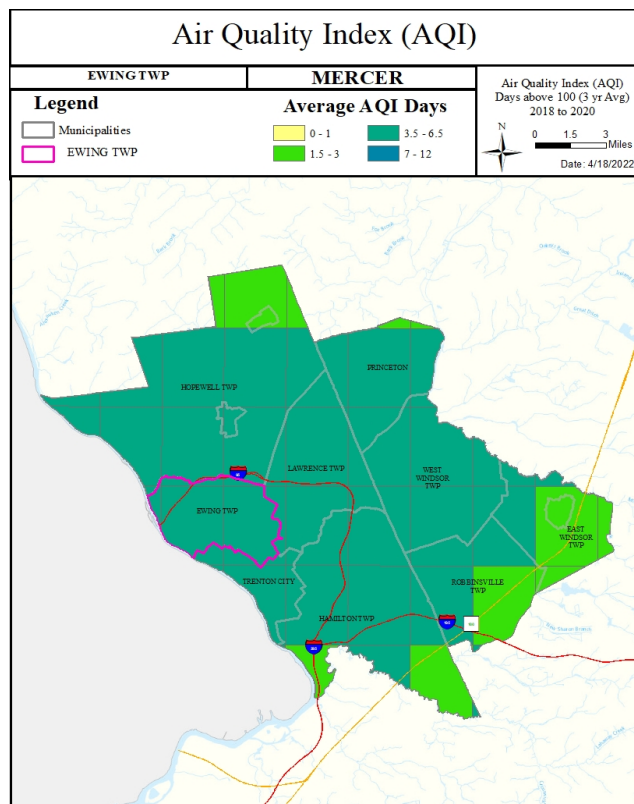 Air Quality Index (AQI)
EWING TWP
MERCER
Legend
Municipalities
EWING TWP
Average AQI Days
0 - 1
1.5 - 3
3.5 - 6.5
7 - 12
Air Quality Index (AQI)
Days above 100 (3 yr Avg)
2018 to 2020
N
0 1.5 3
Miles
Date: 4/18/2022
PRINCETON
HOPEWELL TWP
LAWRENCE TWP
WEST
WINDSOR
TWP
EWING TWP
EAST
WINDSOR
TWP
TRENTON CITY
ROBBINSVILLE
TWP
HAMILTON TWP